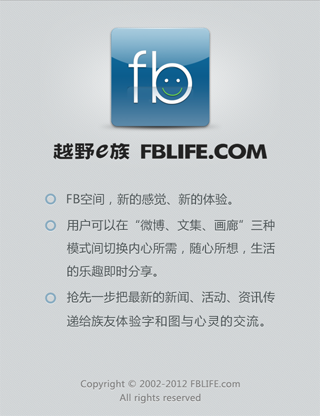 fb
越野e族 FBLIFE.COM
FB空间，新的感觉、新的体验。
用户可以在“微博、文集、画廊”三种
模式间切换内心所需，随心所想，生活
的乐趣即时分享。
抢先一步把最新的新闻、活动、资讯传
递给族友体验字和图与心灵的交流。
Copyright © 2002-2012 FBLIFE.com
All rights reserved